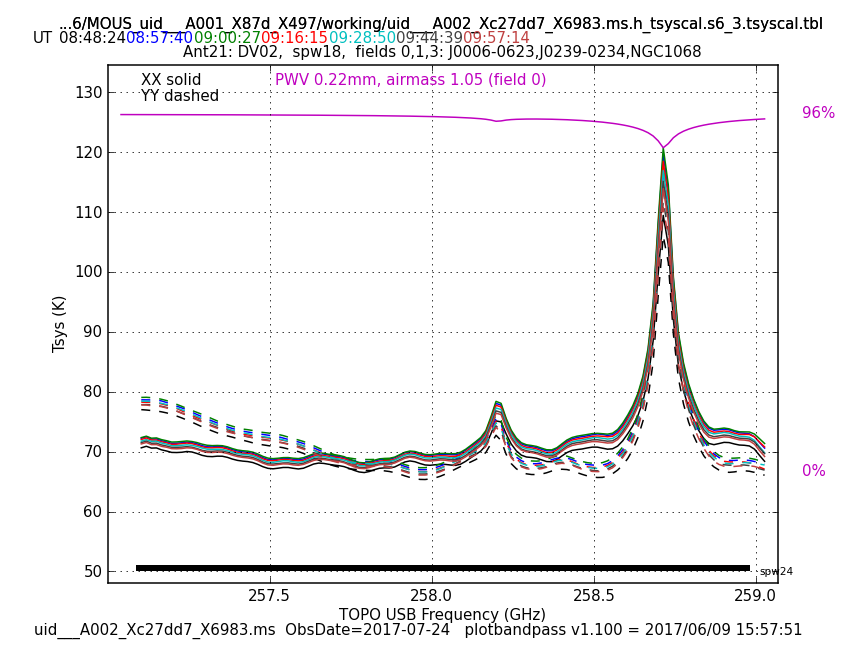 ...6/MOUS_uid___A001_X87d_X497/working/uid___A002_Xc27dd7_X6983.ms.h_tsyscal.s6_3.tsyscal.tbl
UT 08:48:24 08:57:40 09:00:27 09:16:15 09:28:50 09:44:39 09:57:14
Ant21: DV02, spw18, fields 0,1,3: J0006-0623,J0239-0234,NGC1068
XX solid PWV 0.22mm, airmass 1.05 (field 0)
YY dashed
130
96%
120
110
100
90
80
70
0%
60
50
spw24
Tsys (K)
257.5 258.0 258.5 259.0
TOPO USB Frequency (GHz)
uid___A002_Xc27dd7_X6983.ms ObsDate=2017-07-24 plotbandpass v1.100 = 2017/06/09 15:57:51